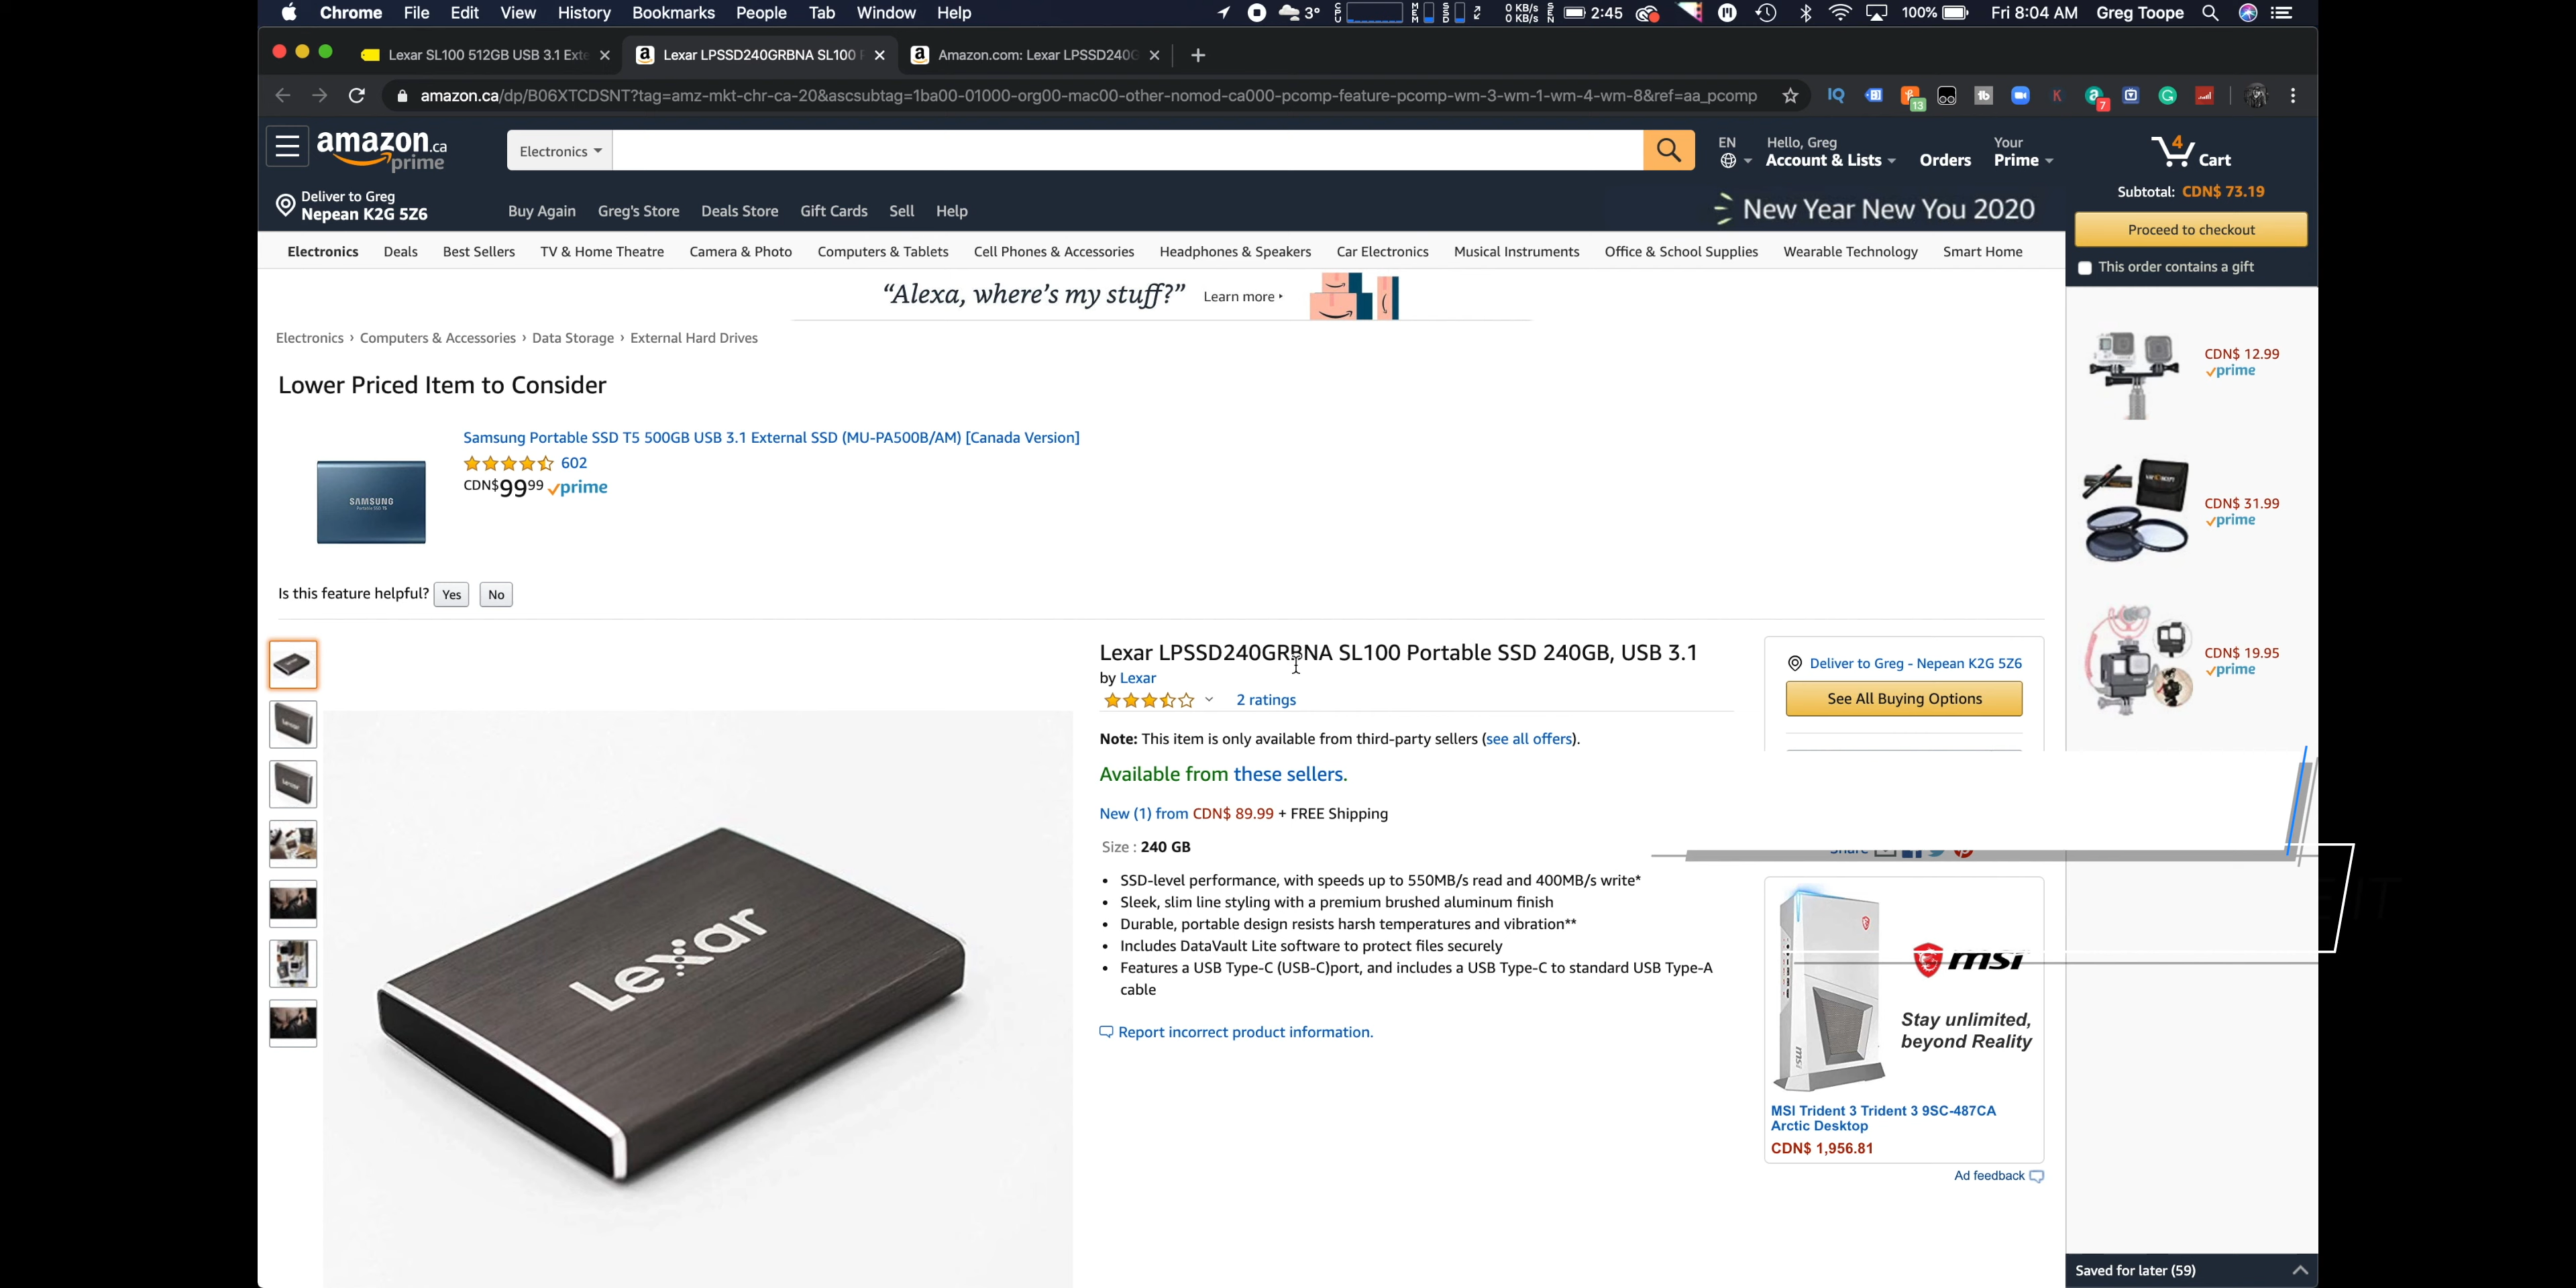 Chrome File Edit View History Bookmarks People Tab Window Help
3° CPU MEM SSD 0 KB/s 0 KB/s SEN 2:45 100% Fri 8:04 AM Greg Toope
Lexar SL100 512GB USB 3.1 Exte
Lexar LPSSD240GRBNA SL100 F
Amazon.com: Lexar LPSSD240G
amazon.ca/dp/B06XTCDSNT?tag=amz-mkt-chr-ca-20&ascsubtag=1ba00-01000-org00-mac00-other-nomod-ca000-pcomp-feature-pcomp-wm-3-wm-1-wm-4-wm-8&ref=aa_pcomp
IQ 13 tb K a 7 G
amazon.ca
prime
Electronics
EN
Hello, Greg
Account & Lists
Orders
Your
Prime
4
Cart
Subtotal: CDN$ 73.19
Proceed to checkout
This order contains a gift
Deliver to Greg
Nepean K2G 5Z6
Buy Again Greg's Store Deals Store Gift Cards Sell Help
New Year New You 2020
Electronics Deals Best Sellers TV & Home Theatre Camera & Photo Computers & Tablets Cell Phones & Accessories Headphones & Speakers Car Electronics Musical Instruments Office & School Supplies Wearable Technology Smart Home
“Alexa, where’s my stuff?” Learn more
Electronics › Computers & Accessories › Data Storage › External Hard Drives
Lower Priced Item to Consider
SAMSUNG
Portable SSD T5
Samsung Portable SSD T5 500GB USB 3.1 External SSD (MU-PA500B/AM) [Canada Version]
602
CDN$ 99 99 prime
Is this feature helpful? Yes No
Lexar
Lexar LPSSD240GRBNA SL100 Portable SSD 240GB, USB 3.1
by Lexar
2 ratings
Note: This item is only available from third-party sellers (see all offers).
Available from these sellers.
New (1) from CDN$ 89.99 + FREE Shipping
Size : 240 GB
• SSD-level performance, with speeds up to 550MB/s read and 400MB/s write*
• Sleek, slim line styling with a premium brushed aluminum finish
• Durable, portable design resists harsh temperatures and vibration**
• Includes DataVault Lite software to protect files securely
• Features a USB Type-C (USB-C)port, and includes a USB Type-C to standard USB Type-A
cable
Report incorrect product information.
Deliver to Greg - Nepean K2G 5Z6
See All Buying Options
Share
msi
Stay unlimited,
beyond Reality
MSI Trident 3 Trident 3 9SC-487CA
Arctic Desktop
CDN$ 1,956.81
Ad feedback
CDN$ 12.99
prime
CDN$ 31.99
prime
CDN$ 19.95
prime
Saved for later (59)